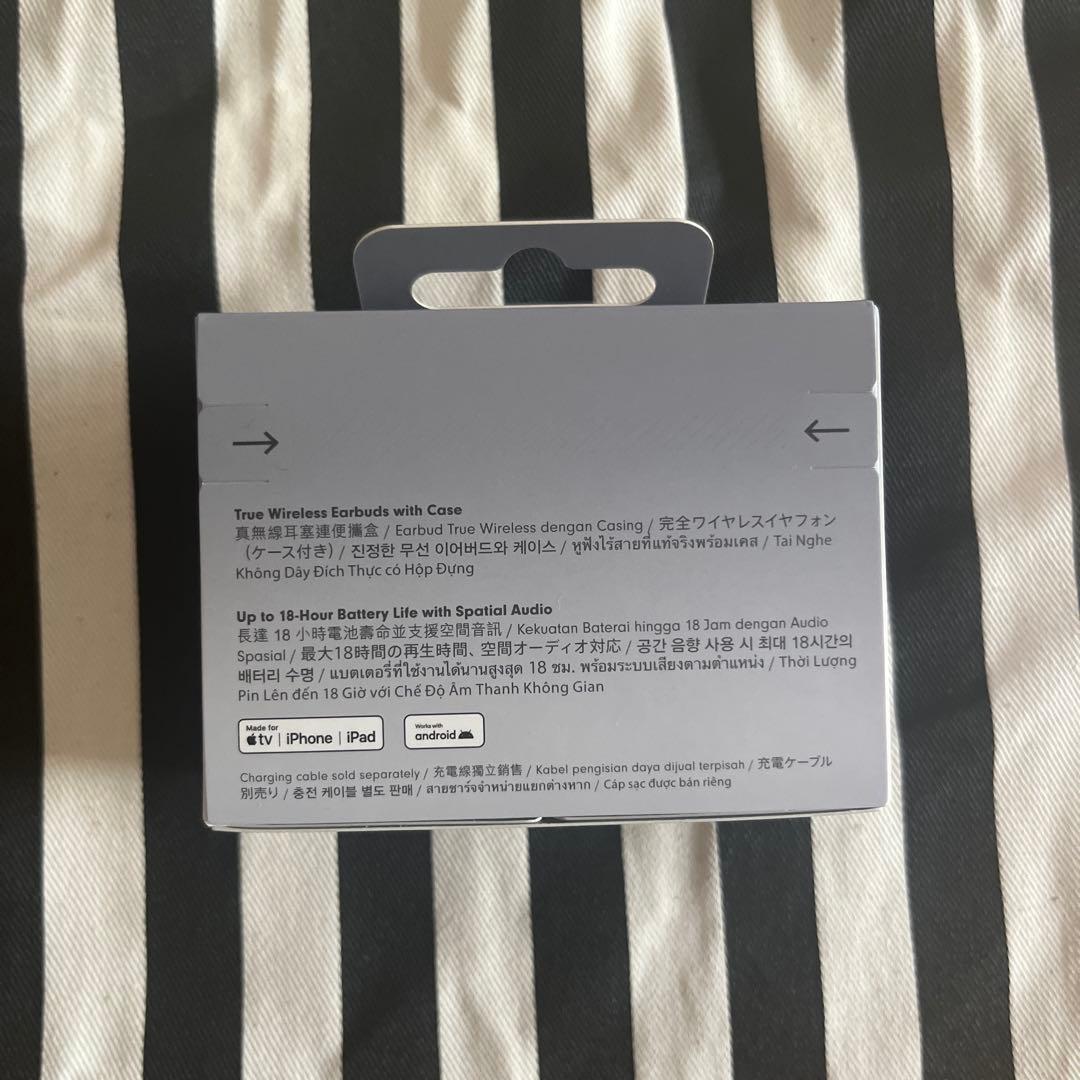 True Wireless Earbuds with Case
真無線耳塞連便攜盒 / Earbud True Wireless dengan Casing / 完全ワイヤレスイヤフォン
（ケース付き）/ 진정한 무선 이어버드와 케이스 / หูฟังไร้สายที่แท้จริงพร้อมเคส / Tai Nghe
Không Dây Đích Thực có Hộp Đựng
Up to 18-Hour Battery Life with Spatial Audio
長達 18 小時電池壽命並支援空間音訊 / Kekuatan Baterai hingga 18 Jam dengan Audio
Spasial / 最大18時間の再生時間、空間オーディオ対応 / 공간 음향 사용 시 최대 18시간의
배터리 수명 / แบตเตอรี่ที่ใช้งานได้นานสูงสุด 18 ชม. พร้อมระบบเสียงตามตำแหน่ง / Thời Lượng
Pin Lên đến 18 Giờ với Chế Độ Âm Thanh Không Gian
Made for
tv | iPhone | iPad
Works with
android
Charging cable sold separately / 充電線獨立銷售 / Kabel pengisian daya dijual terpisah / 充電ケーブル
別売り / 충전 케이블 별도 판매 / สายชาร์จจำหน่ายแยกต่างหาก / Cáp sạc được bán riêng